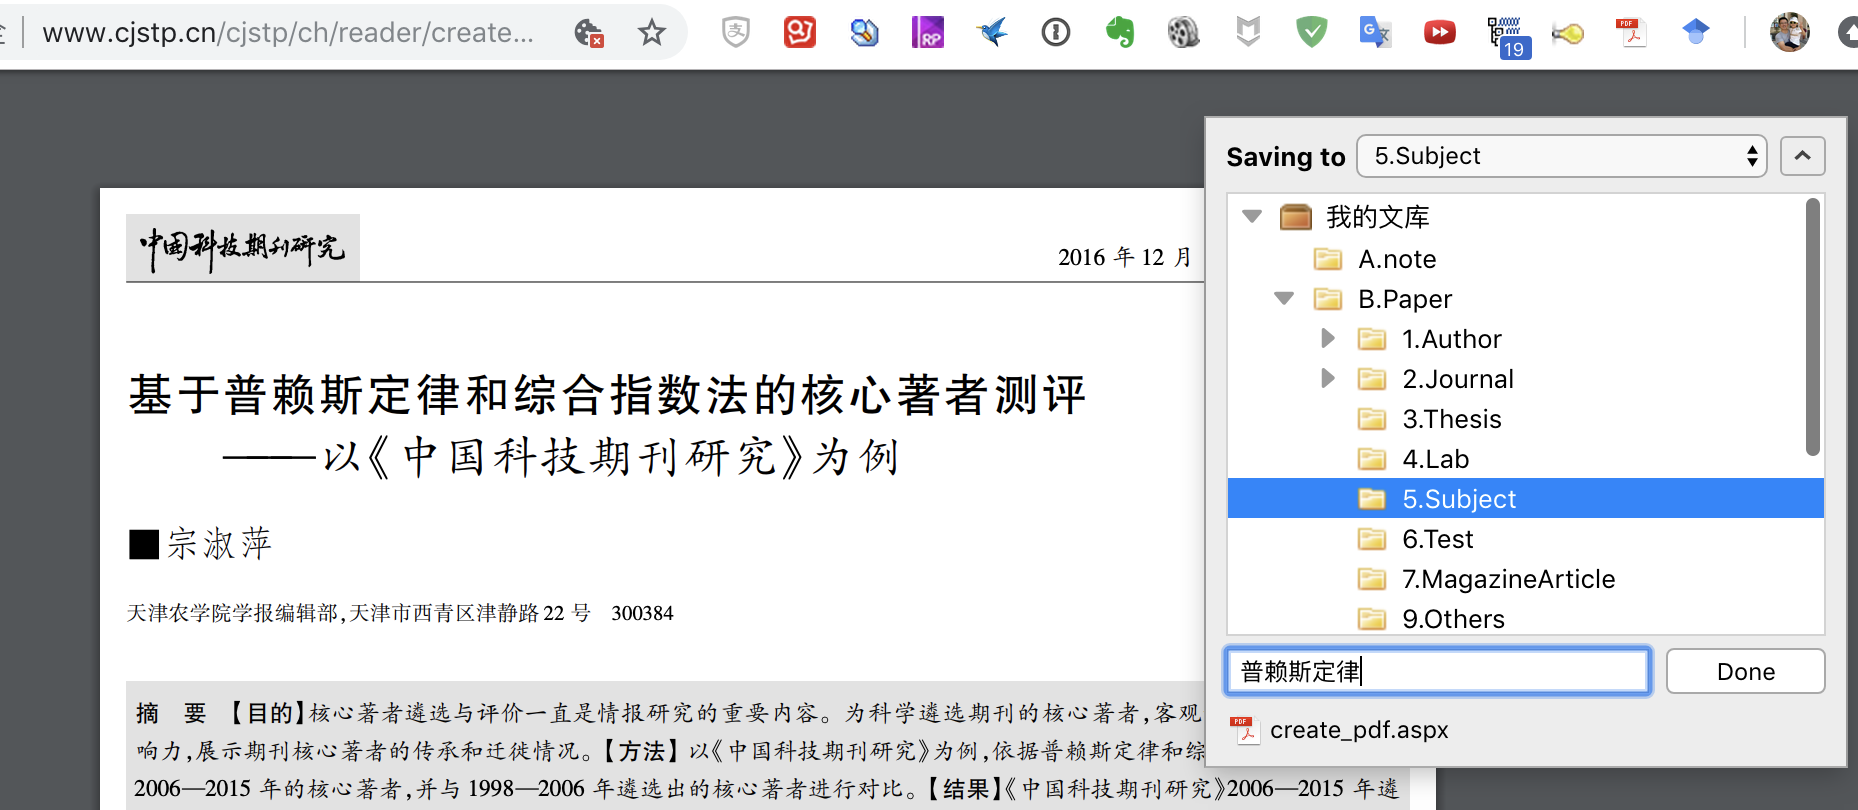 www.cjstp.cn/cjstp/ch/reader/create...
RP
19
PDF
Saving to 5.Subject
我的文库
A.note
B.Paper
1.Author
2.Journal
3.Thesis
4.Lab
5.Subject
6.Test
7.MagazineArticle
9.Others
普赖斯定律
Done
PDF create_pdf.aspx
中国科技期刊研究
2016 年 12 月
基于普赖斯定律和综合指数法的核心著者测评
——以《中国科技期刊研究》为例
■宗淑萍
天津农学院学报编辑部,天津市西青区津静路 22 号 300384
摘 要 【目的】核心著者遴选与评价一直是情报研究的重要内容。为科学遴选期刊的核心著者,客观
响力,展示期刊核心著者的传承和迁徙情况。【方法】以《中国科技期刊研究》为例,依据普赖斯定律和综
2006—2015 年的核心著者,并与 1998—2006 年遴选出的核心著者进行对比。【结果】《中国科技期刊研究》2006—2015 年遴